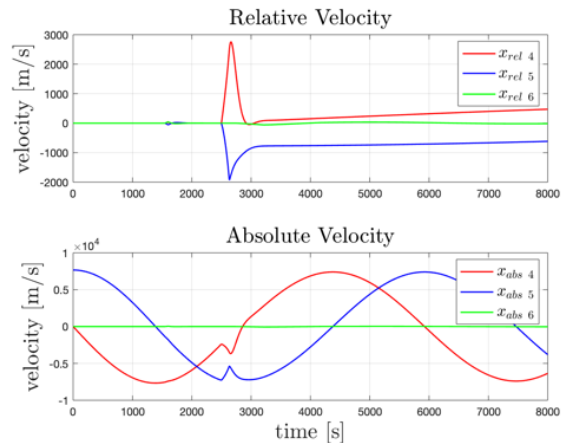 Relative Velocity
velocity [m/s]
3000
2000
1000
0
-1000
-2000
0 1000 2000 3000 4000 5000 6000 7000 8000
x_rel 4
x_rel 5
x_rel 6
Absolute Velocity
×10^4
velocity [m/s]
1
0.5
0
-0.5
-1
0 1000 2000 3000 4000 5000 6000 7000 8000
x_abs 4
x_abs 5
x_abs 6
time [s]